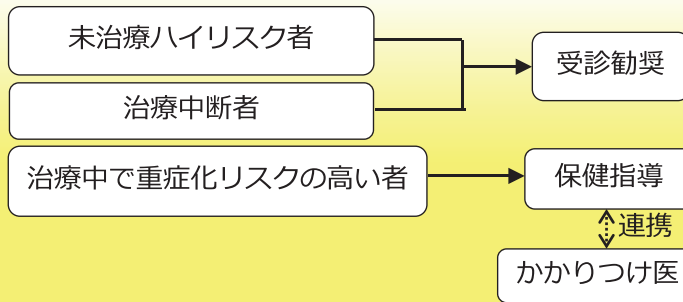 未治療ハイリスク者
受診勧奨
治療中断者
治療中で重症化リスクの高い者
保健指導
連携
かかりつけ医